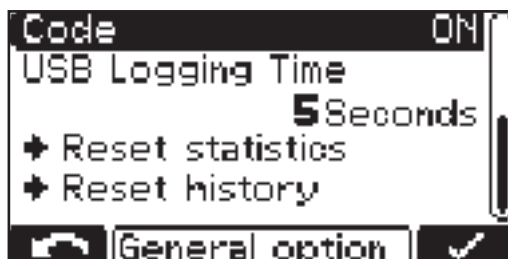 Code ON
USB Logging Time
5 Seconds
Reset statistics
Reset history
General option